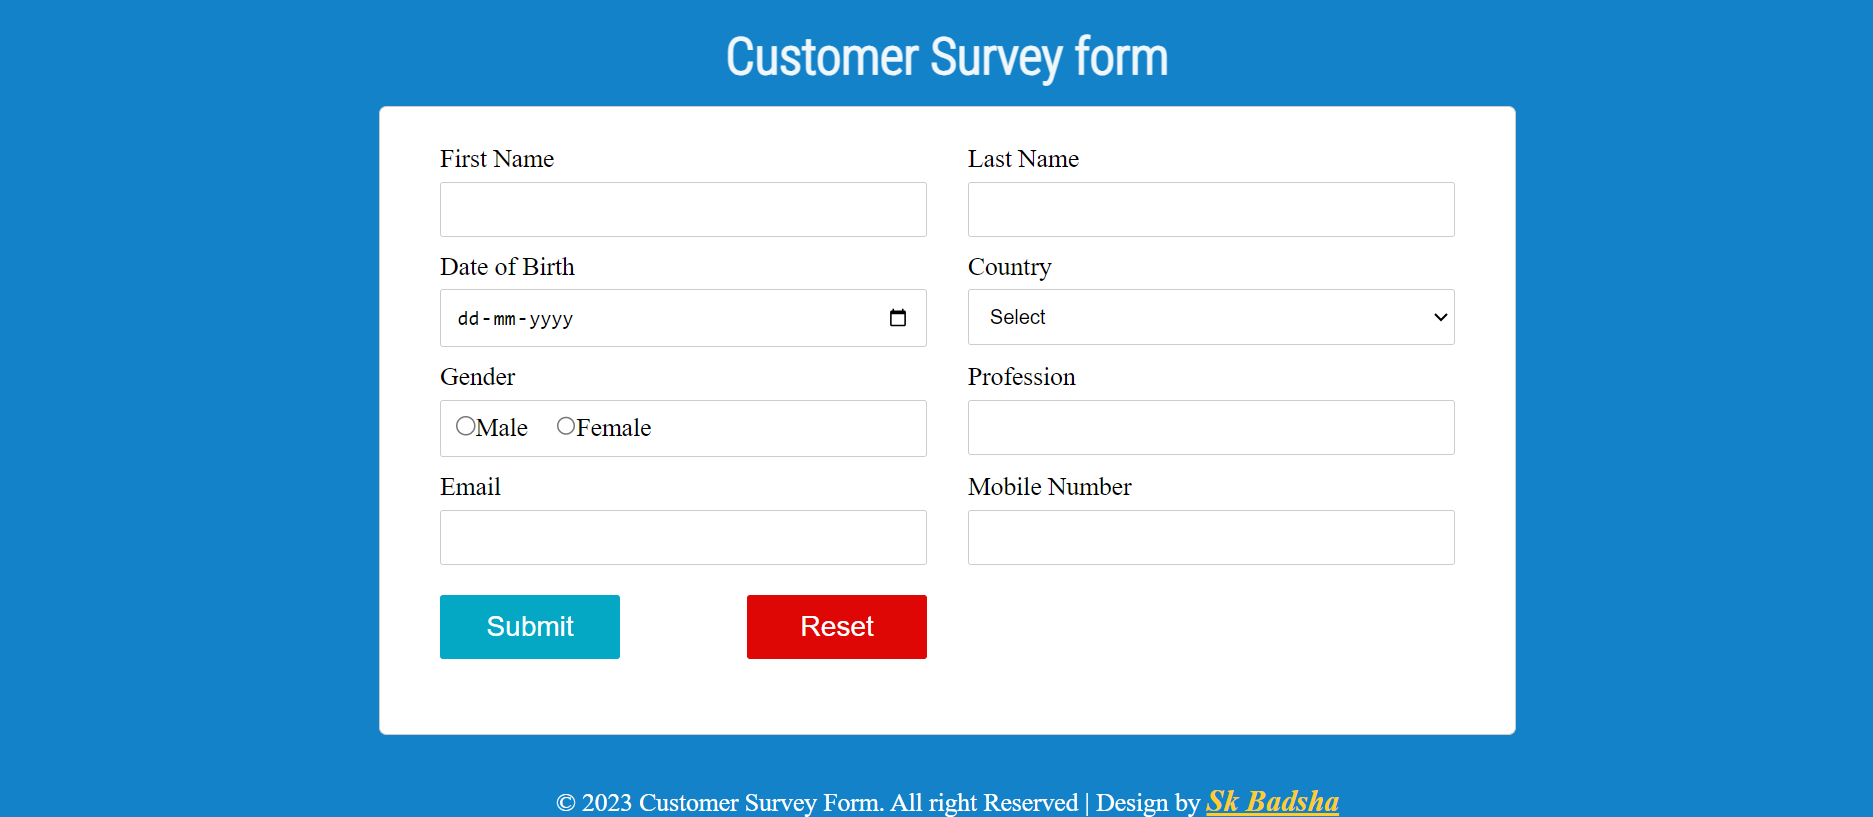 Customer Survey form
First Name
Last Name
Date of Birth
Country
dd-mm-yyyy
Select
Gender
Profession
Male Female
Email
Mobile Number
Submit
Reset
© 2023 Customer Survey Form. All right Reserved | Design by Sk Badsha